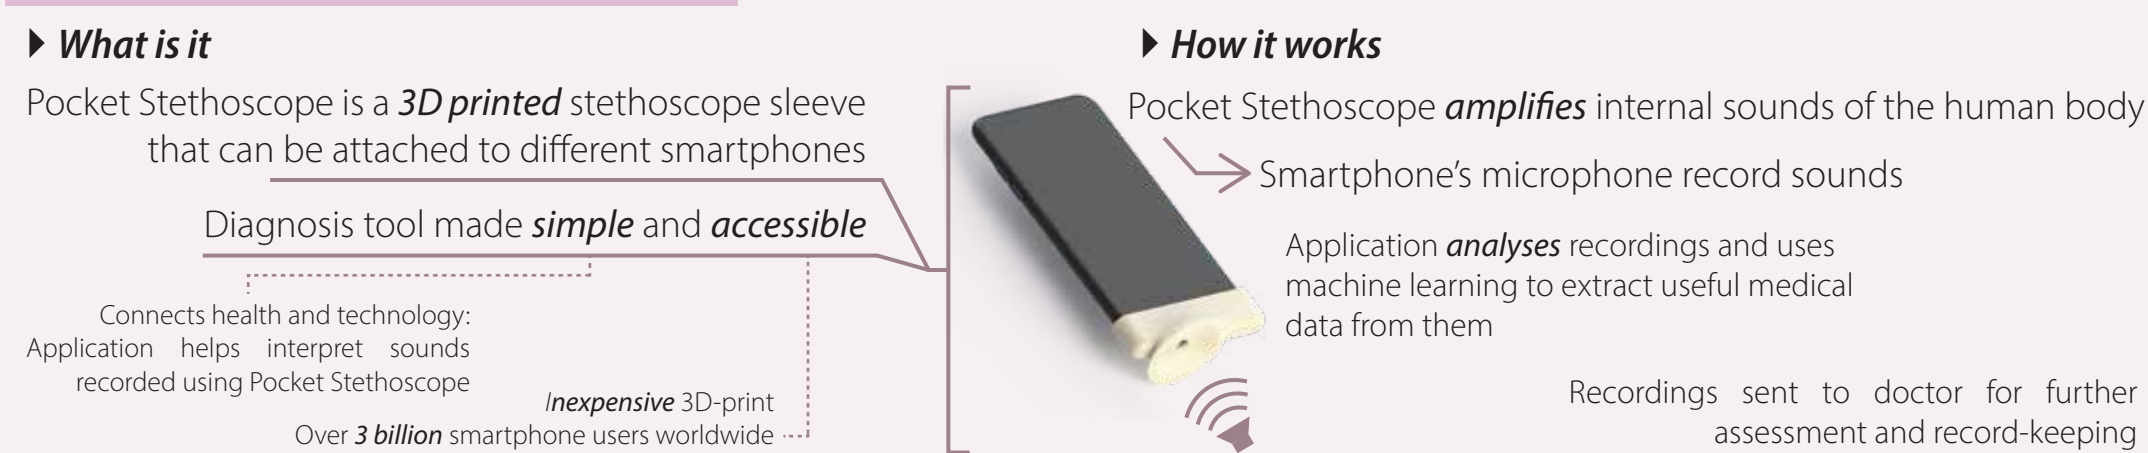 What is it
Pocket Stethoscope is a 3D printed stethoscope sleeve
that can be attached to different smartphones
Diagnosis tool made simple and accessible
Connects health and technology:
Application helps interpret sounds
recorded using Pocket Stethoscope
Inexpensive 3D-print
Over 3 billion smartphone users worldwide
How it works
Pocket Stethoscope amplifies internal sounds of the human body
Smartphone's microphone record sounds
Application analyses recordings and uses
machine learning to extract useful medical
data from them
Recordings sent to doctor for further
assessment and record-keeping